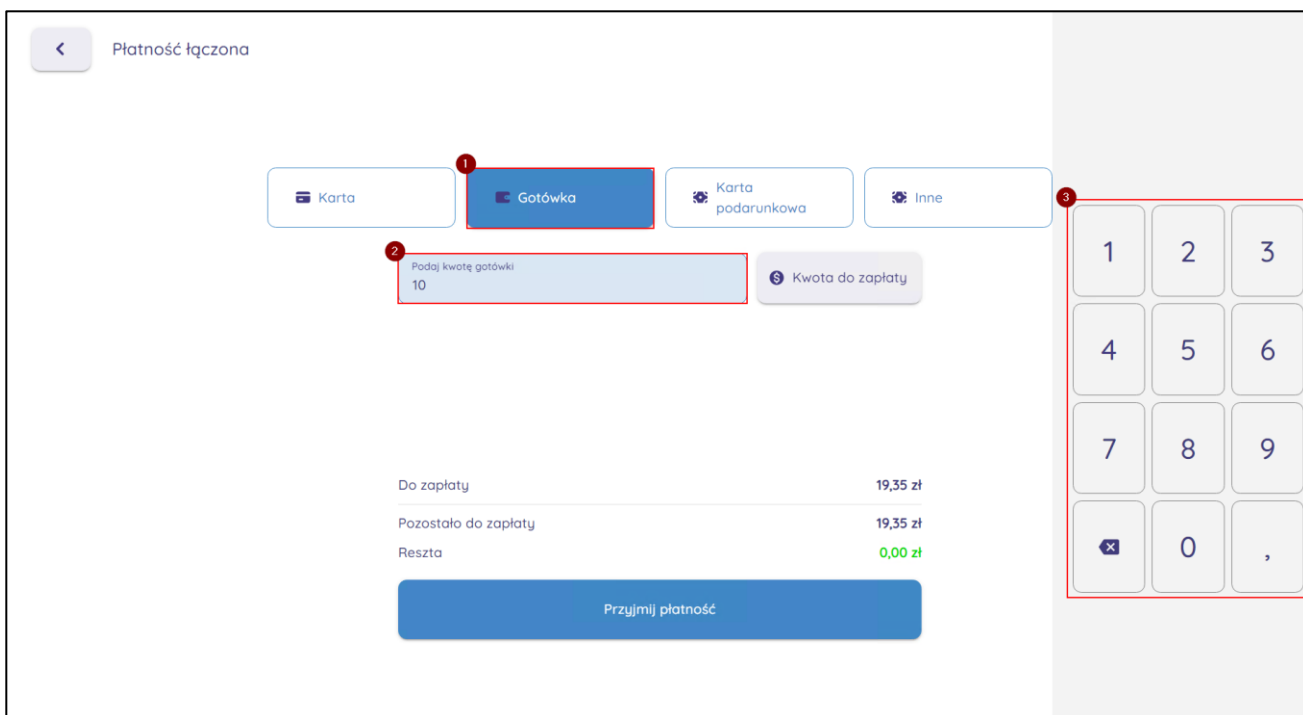 Płatność łączona
1
Karta
Gotówka
Karta
podarunkowa
Inne
2
Podaj kwotę gotówki
10
Kwota do zapłaty
3
1 2 3
4 5 6
7 8 9
0 ,
Do zapłaty 19,35 zł
Pozostało do zapłaty 19,35 zł
Reszta 0,00 zł
Przyjmij płatność